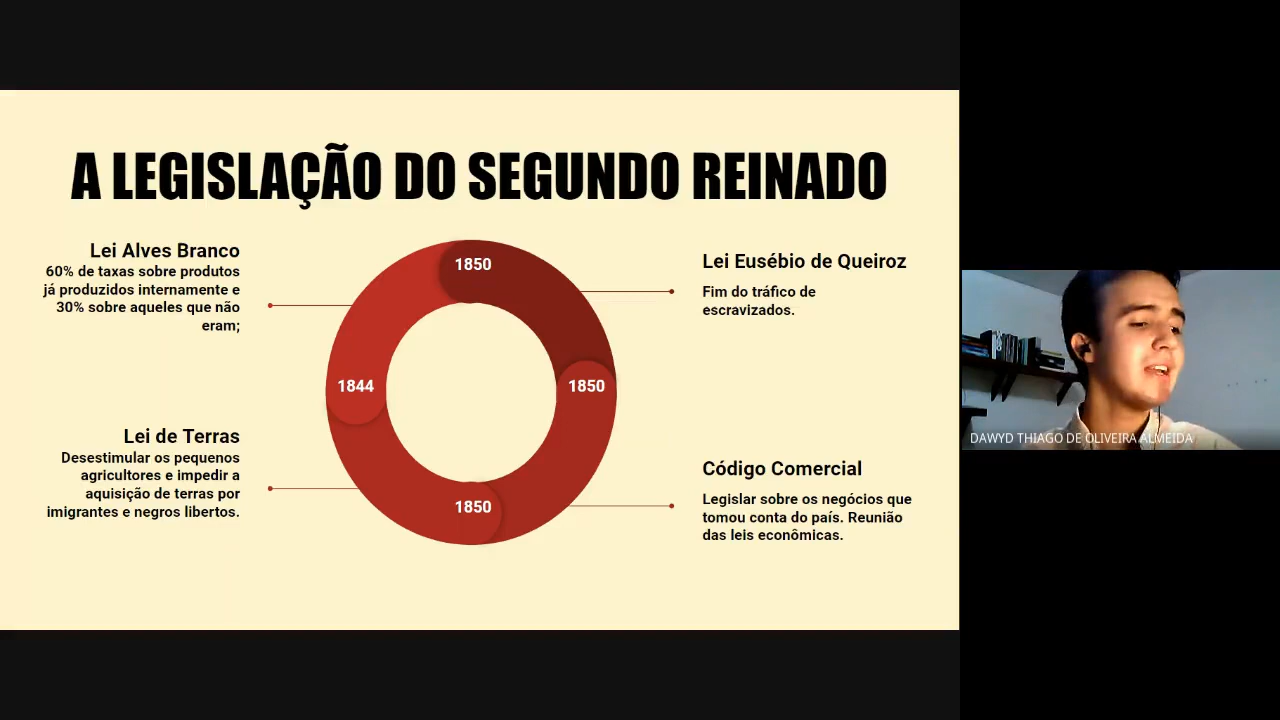 A LEGISLAÇÃO DO SEGUNDO REINADO
Lei Alves Branco
60% de taxas sobre produtos
já produzidos internamente e
30% sobre aqueles que não
eram;
1850
Lei Eusébio de Queiroz
Fim do tráfico de
escravizados.
1844
1850
Lei de Terras
Desestimular os pequenos
agricultores e impedir a
aquisição de terras por
imigrantes e negros libertos.
1850
Código Comercial
Legislar sobre os negócios que
tomou conta do país. Reunião
das leis econômicas.
DAWYD THIAGO DE OLIVEIRA ALMEIDA